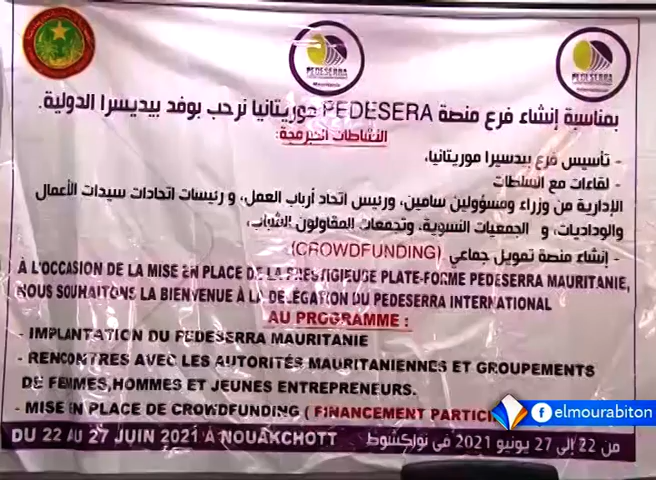 PEDESERRA
Mauritanie
PEDESERRA
International
بمناسبة إنشاء فرع منصة PEDESERA موريتانيا نرحب بوفد بيديسرا الدولية.
النشاطات المبرمجة:
- تأسيس فرع بيدسيرا موريتانيا،
- لقاءات مع السلطات
الإدارية من وزراء ومسؤولين سامين، ورئيس اتحاد أرباب العمل، و رئيسات اتحادات سيدات الأعمال
والوداديات، و الجمعيات النسوية، وتجمعات المقاولون الشباب،
- إنشاء منصة تمويل جماعي (CROWDFUNDING)
À L'OCCASION DE LA MISE EN PLACE DE LA PRESTIGIEUSE PLATE-FORME PEDESERRA MAURITANIE,
NOUS SOUHAITONS LA BIENVENUE À LA DÉLÉGATION DU PEDESERRA INTERNATIONAL
AU PROGRAMME :
- IMPLANTATION DU PEDESERRA MAURITANIE
- RENCONTRES AVEC LES AUTORITÉS MAURITANIENNES ET GROUPEMENTS
DE FEMMES,HOMMES ET JEUNES ENTREPRENEURS.
- MISE EN PLACE DE CROWDFUNDING ( FINANCEMENT PARTICI
elmourabiton
DU 22 AU 27 JUIN 2021 À NOUAKCHOTT
من 22 إلى 27 يونيو 2021 في نواكشوط